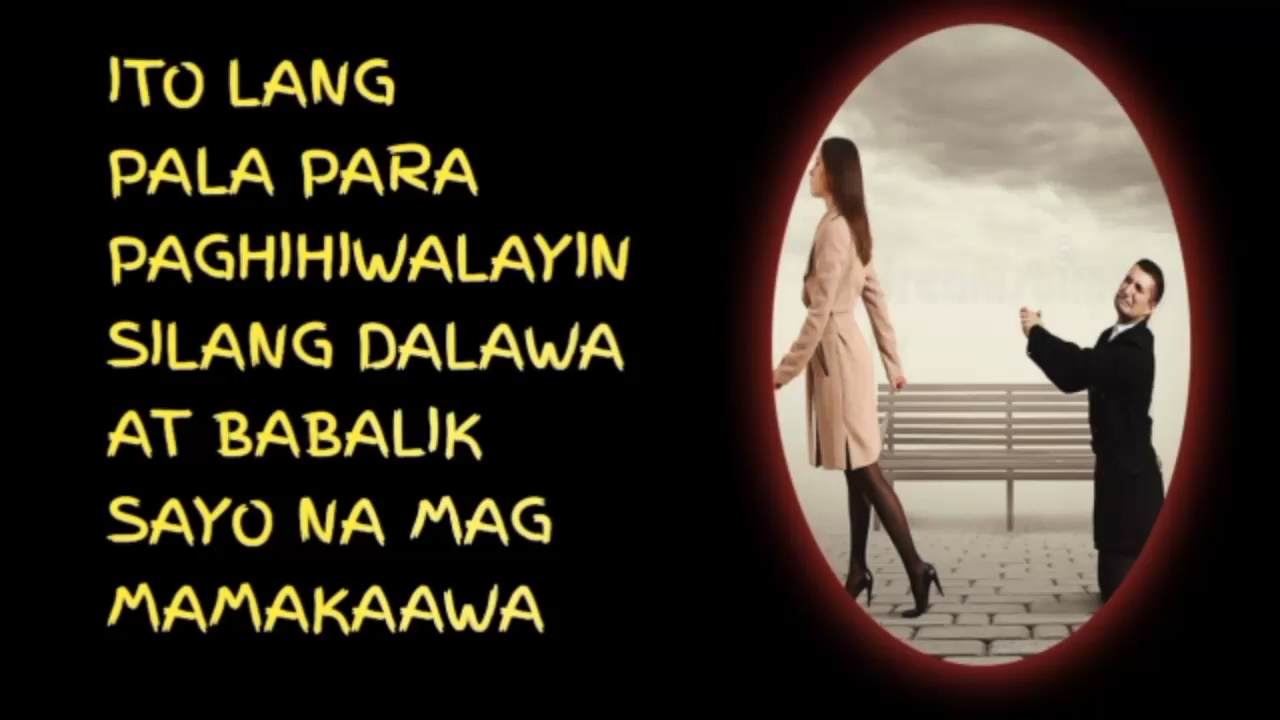 ITO LANG
PALA PARA
PAGHIHIWALAYIN
SILANG DALAWA
AT BABALIK
SAYO NA MAG
MAMAKAAWA